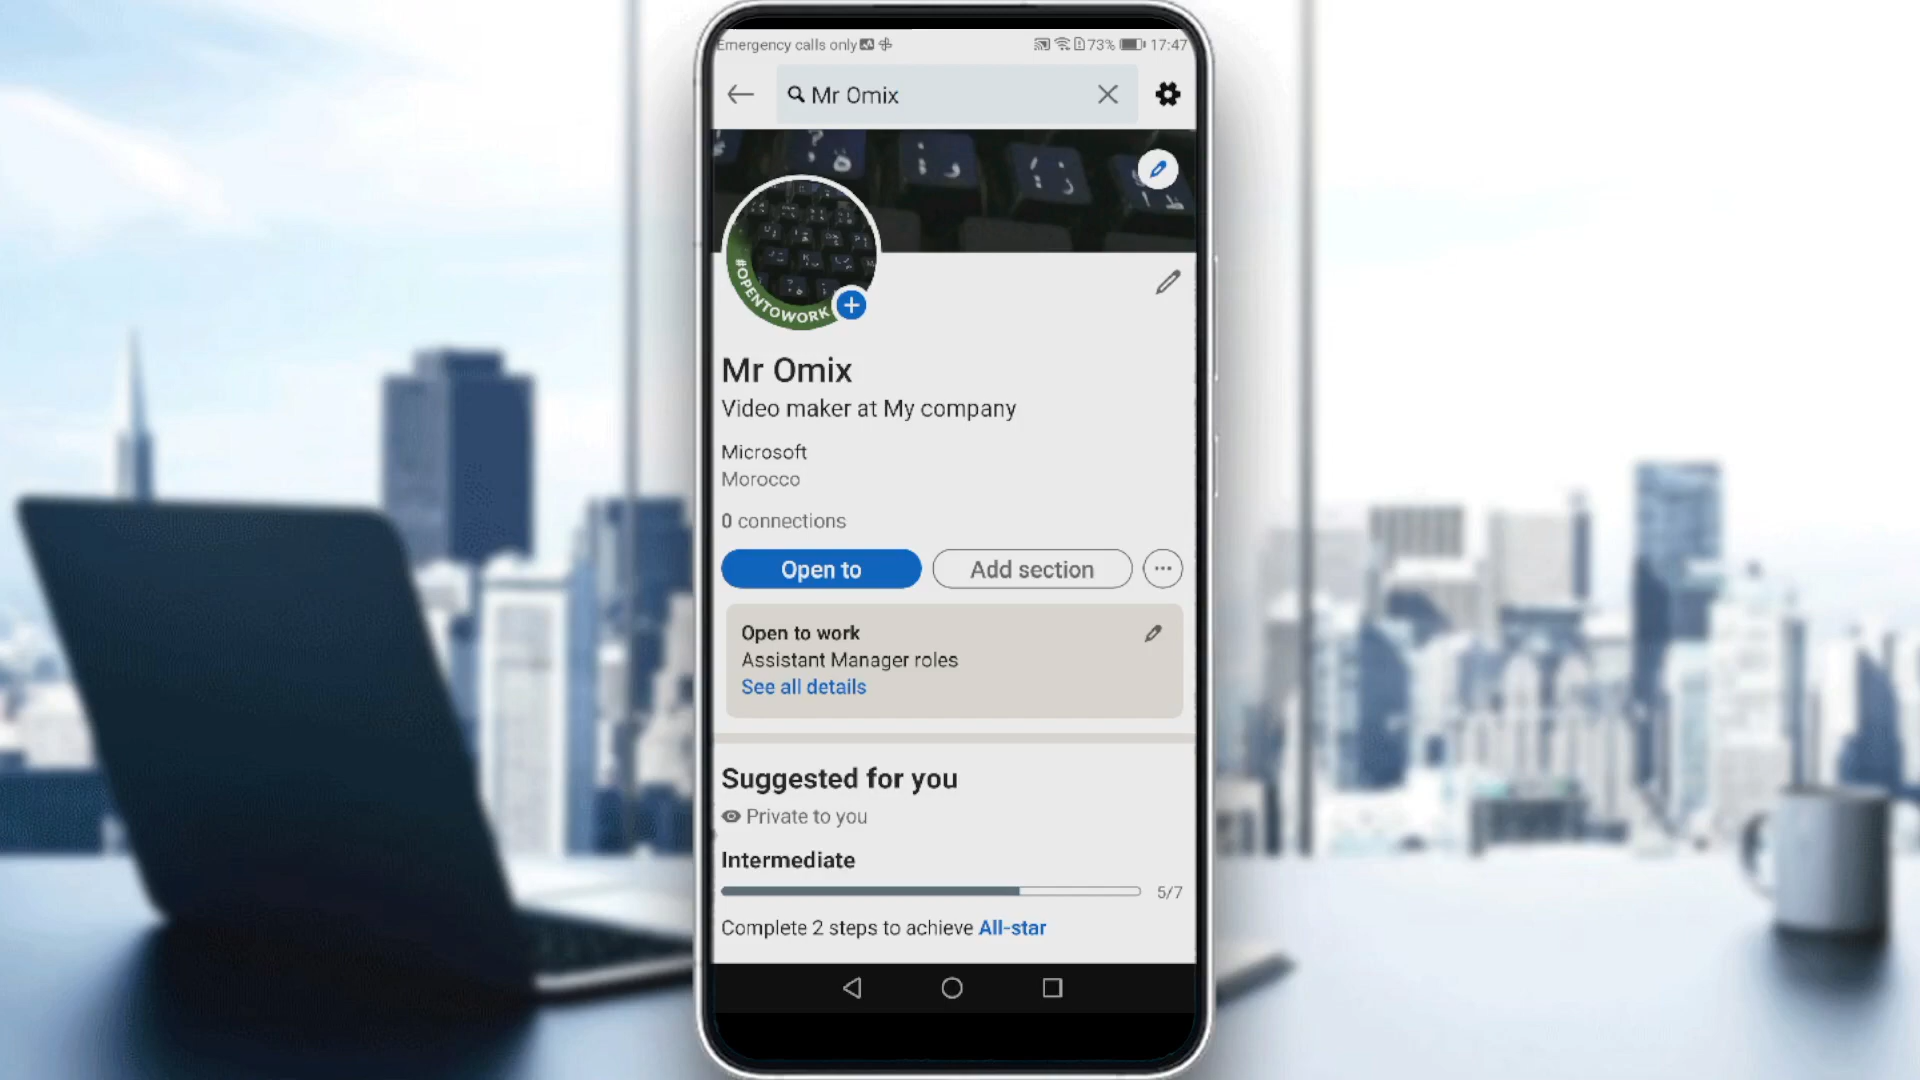 Emergency calls only 73% 17:47
Mr Omix
#OPENTOWORK
Mr Omix
Video maker at My company
Microsoft
Morocco
0 connections
Open to
Add section
Open to work
Assistant Manager roles
See all details
Suggested for you
Private to you
Intermediate
5/7
Complete 2 steps to achieve All-star